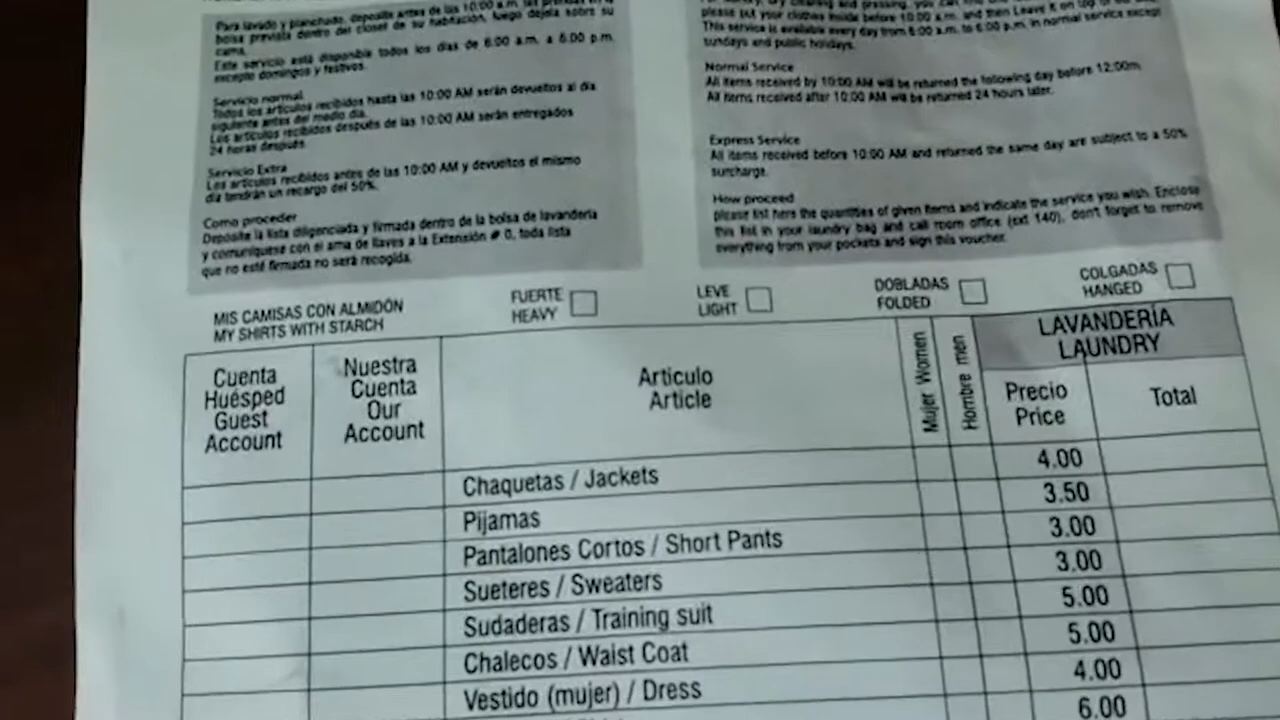 Para lavado y planchado, deposite antes de las 10:00 a.m. las prendas en la
bolsa prevista dentro del closet de su habitación, luego dejela sobre su
cama.
Este servicio está disponible todos los días de 6:00 a.m. a 6:00 p.m.
excepto domingos y festivos.
Servicio normal
Todos los artículos recibidos hasta las 10:00 AM serán devueltos al día
siguiente antes del medio día.
Los artículos recibidos después de las 10:00 AM serán entregados
24 horas después.
Servicio Extra
Los artículos recibidos antes de las 10:00 AM y devueltos el mismo
día tendrán un recargo del 50%.
Como proceder
Deposite la lista diligenciada y firmada dentro de la bolsa de lavandería
y comuníquese con el ama de llaves a la Extensión # 0, toda lista
que no esté firmada no será recogida.
please put your clothes inside before 10:00 a.m. and then Leave it on
This service is available every day from 6:00 a.m. to 6:00 p.m. in normal service except
sundays and public holidays.
Normal Service
All items received by 10:00 AM will be returned the following day before 12:00m
All items received after 10:00 AM will be returned 24 hours later.
Express Service
All items received before 10:00 AM and returned the same day are subject to a 50%
surcharge.
How proceed
please list here the quantities of given items and indicate the service you wish. Enclose
this list in your laundry bag and call room office (ext 140), don't forget to remove
everything from your pockets and sign this voucher.
MIS CAMISAS CON ALMIDÓN
MY SHIRTS WITH STARCH
FUERTE
HEAVY
LEVE
LIGHT
DOBLADAS
FOLDED
COLGADAS
HANGED
Cuenta
Huésped
Guest
Account
Nuestra
Cuenta
Our
Account
Articulo
Article
Mujer Women
Hombre men
LAVANDERÍA
LAUNDRY
Precio
Price
Total
Chaquetas / Jackets 4.00
Pijamas 3.50
Pantalones Cortos / Short Pants 3.00
Sueteres / Sweaters 3.00
Sudaderas / Training suit 5.00
Chalecos / Waist Coat 5.00
Vestido (mujer) / Dress 4.00
6.00